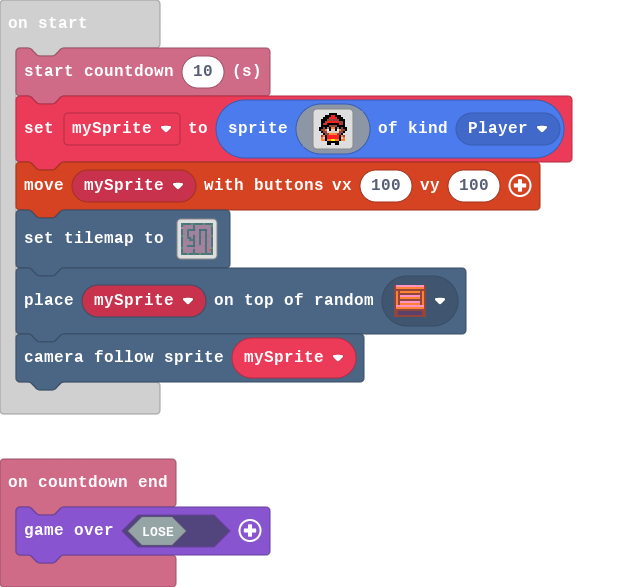 on start
start countdown 10 (s)
set mySprite to sprite of kind Player
move mySprite with buttons vx 100 vy 100
set tilemap to
place mySprite on top of random
camera follow sprite mySprite
on countdown end
game over LOSE